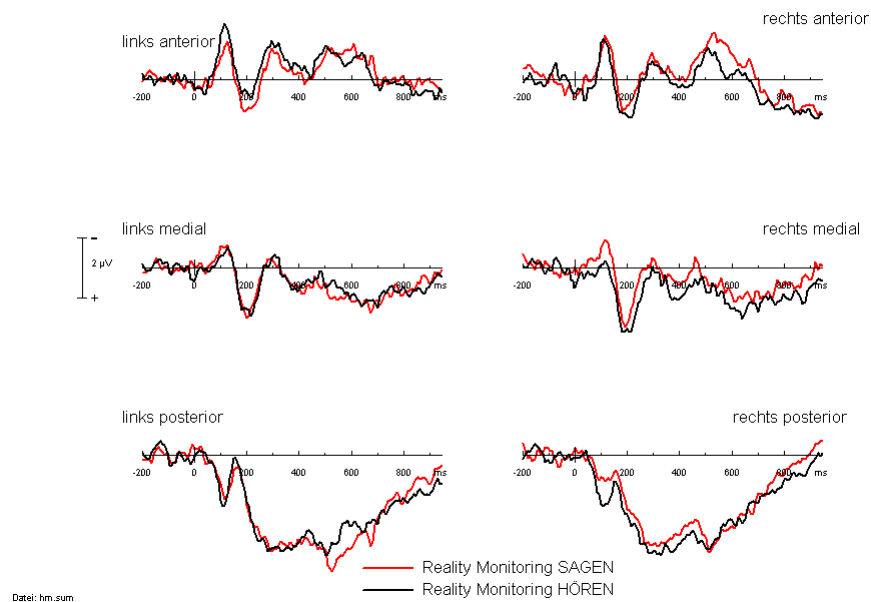 links anterior
rechts anterior
-200 0 200 400 600 ms
-200 0 200 400 600 800 ms
links medial
rechts medial
-
2 µV
+
-200 0 200 400 600 800 ms
-200 0 200 400 600 800 ms
links posterior
rechts posterior
-200 0 200 400 600 800 ms
-200 0 200 400 600 800 ms
Reality Monitoring SAGEN
Reality Monitoring HÖREN
Datei: hm.sum